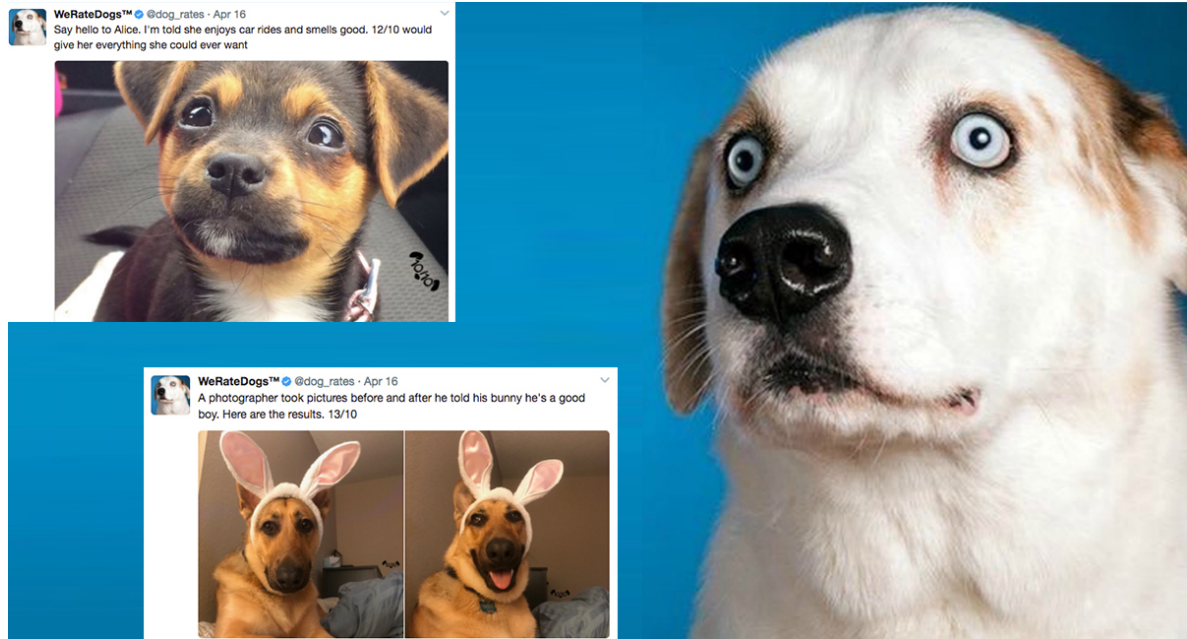 WeRateDogs™ @dog_rates · Apr 16
Say hello to Alice. I'm told she enjoys car rides and smells good. 12/10 would
give her everything she could ever want
10/10
WeRateDogs™ @dog_rates · Apr 16
A photographer took pictures before and after he told his bunny he's a good
boy. Here are the results. 13/10